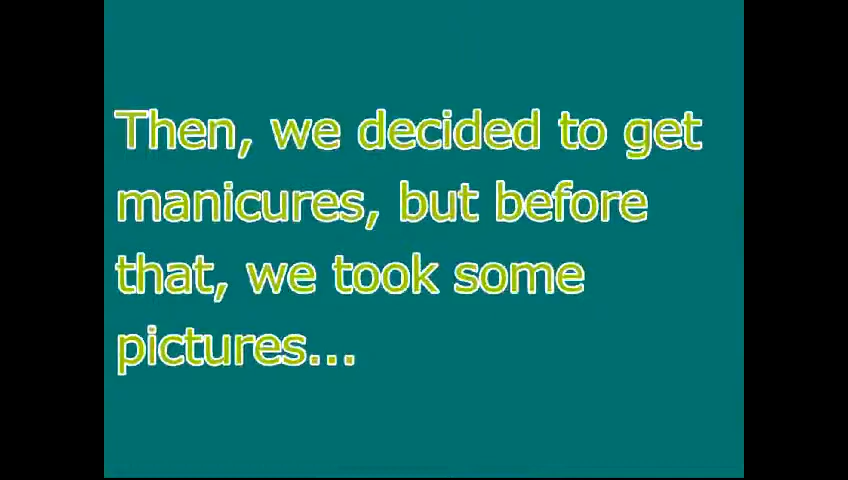 Then, we decided to get
manicures, but before
that, we took some
pictures...